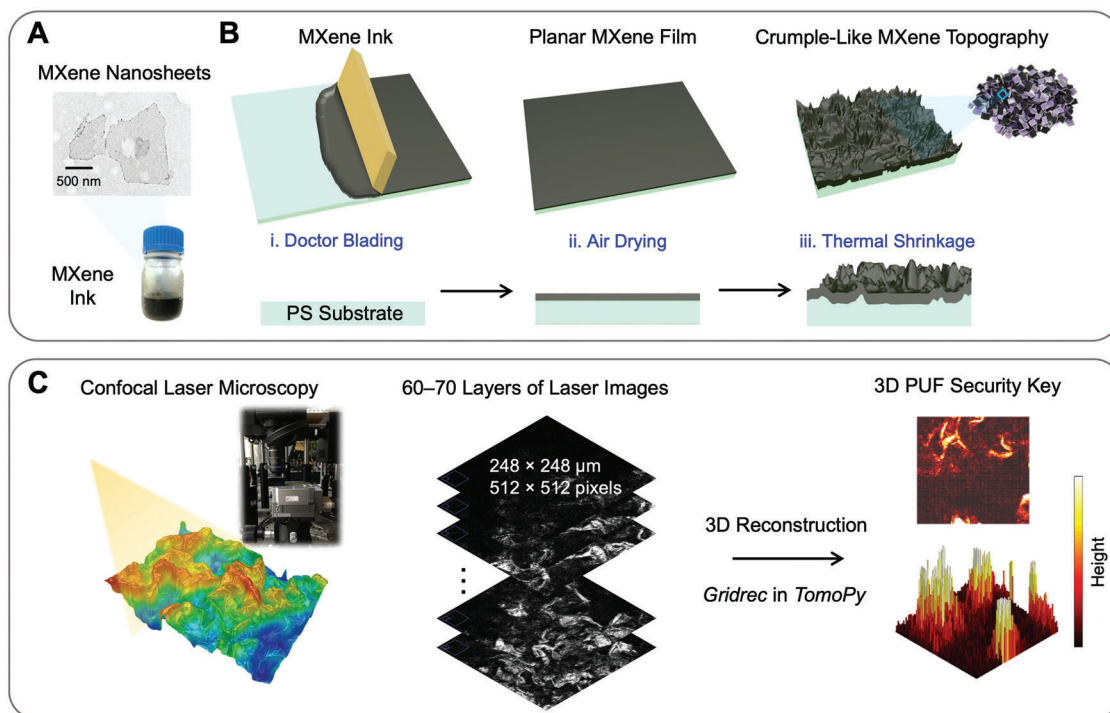 A
MXene Nanosheets
500 nm
MXene
Ink
B
MXene Ink
Planar MXene Film
Crumple-Like MXene Topography
i. Doctor Blading
ii. Air Drying
iii. Thermal Shrinkage
PS Substrate
C
Confocal Laser Microscopy
60–70 Layers of Laser Images
3D PUF Security Key
248 × 248 μm
512 × 512 pixels
3D Reconstruction
Gridrec in TomoPy
Height